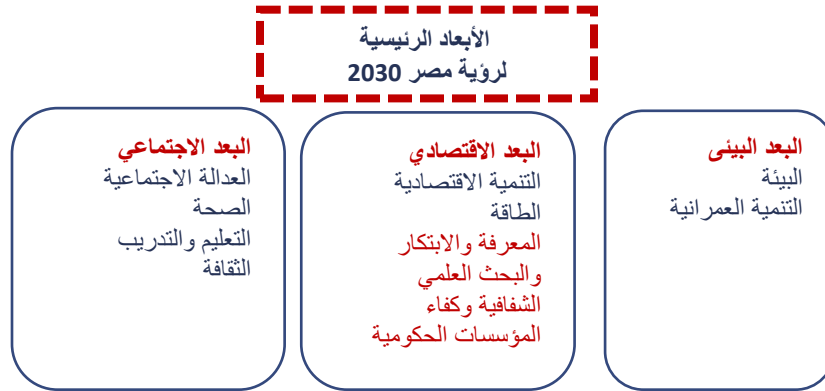 الأبعاد الرئيسية
لرؤية مصر 2030
البعد البيئى
البيئة
التنمية العمرانية
البعد الاقتصادي
التنمية الاقتصادية
الطاقة
المعرفة والابتكار
والبحث العلمي
الشفافية وكفاء
المؤسسات الحكومية
البعد الاجتماعي
العدالة الاجتماعية
الصحة
التعليم والتدريب
الثقافة